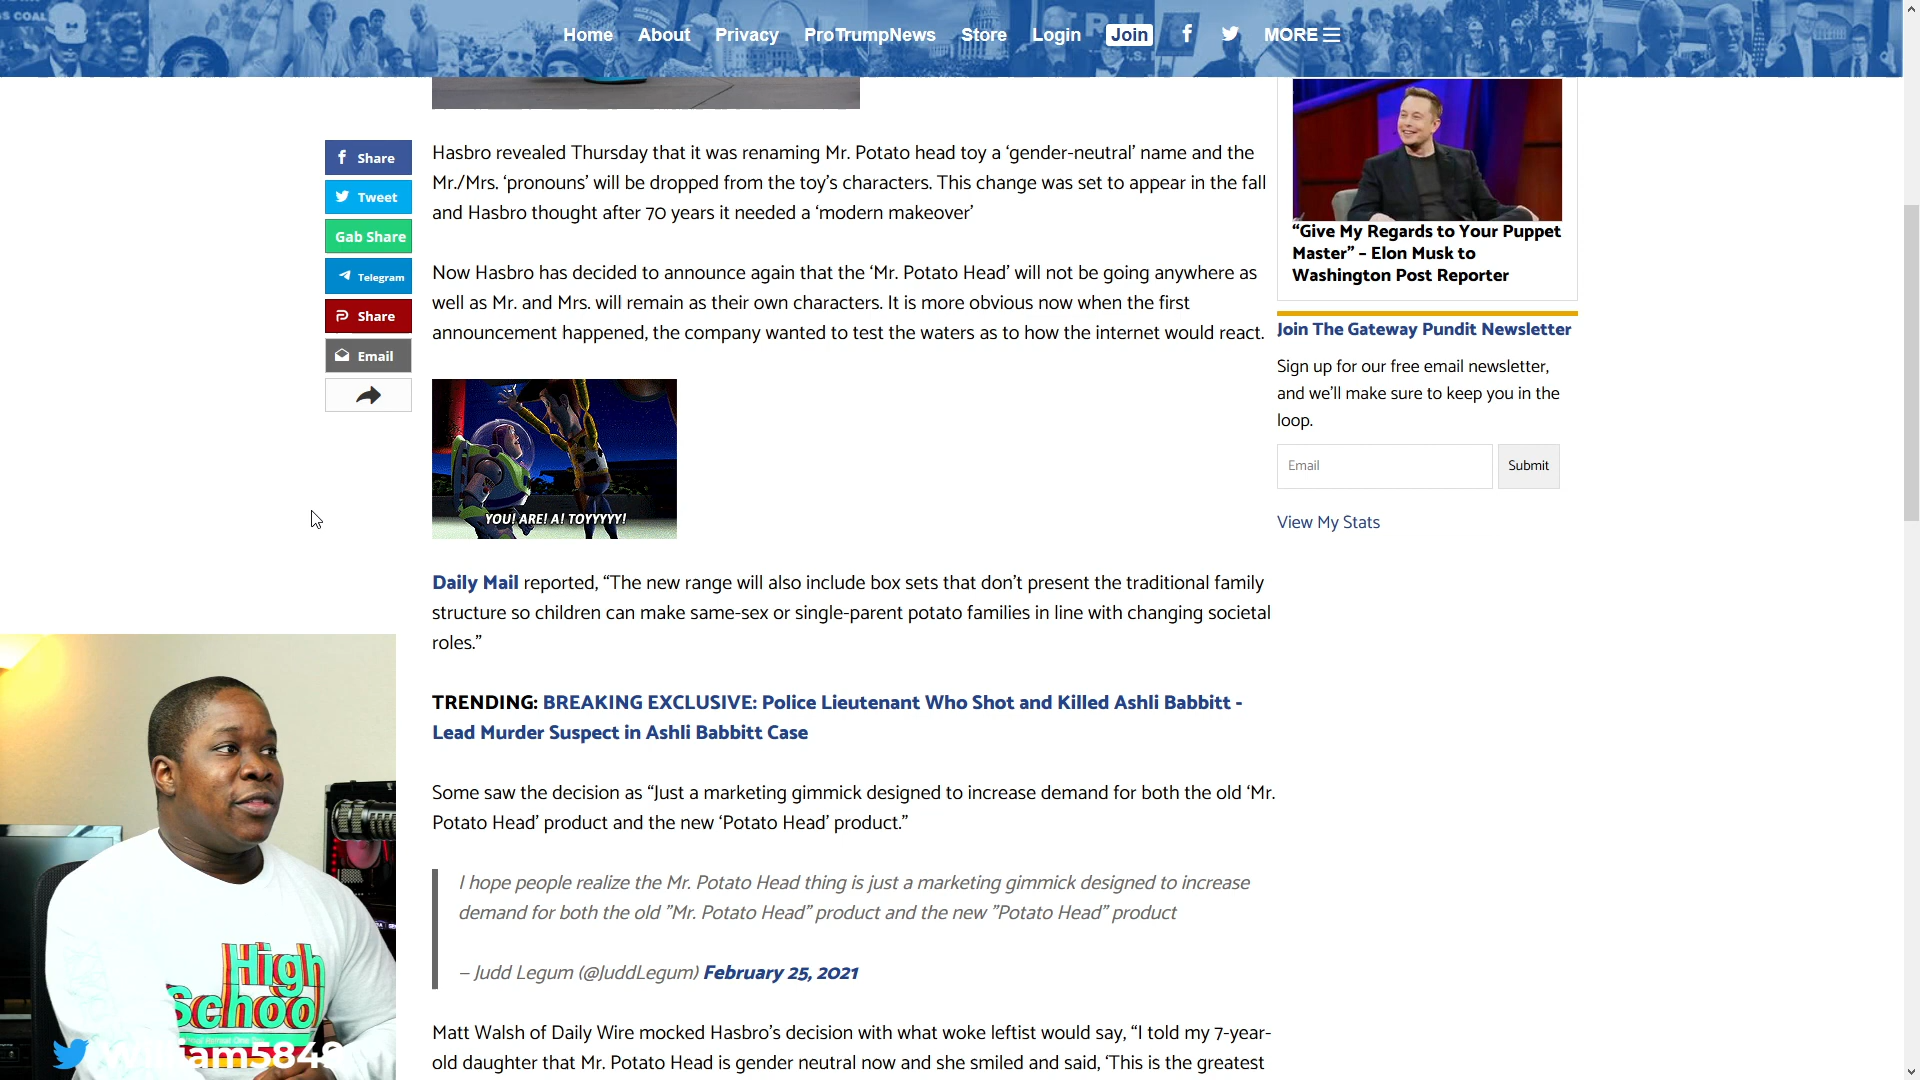 Home About Privacy ProTrumpNews Store Login Join MORE
Share
Tweet
Gab Share
Telegram
Share
Email
Hasbro revealed Thursday that it was renaming Mr. Potato head toy a ‘gender-neutral’ name and the
Mr./Mrs. ‘pronouns’ will be dropped from the toy’s characters. This change was set to appear in the fall
and Hasbro thought after 70 years it needed a ‘modern makeover’
Now Hasbro has decided to announce again that the ‘Mr. Potato Head’ will not be going anywhere as
well as Mr. and Mrs. will remain as their own characters. It is more obvious now when the first
announcement happened, the company wanted to test the waters as to how the internet would react.
YOU! ARE! A! TOYYYYY!
Daily Mail reported, “The new range will also include box sets that don’t present the traditional family
structure so children can make same-sex or single-parent potato families in line with changing societal
roles.”
TRENDING: BREAKING EXCLUSIVE: Police Lieutenant Who Shot and Killed Ashli Babbitt -
Lead Murder Suspect in Ashli Babbitt Case
Some saw the decision as “Just a marketing gimmick designed to increase demand for both the old ‘Mr.
Potato Head’ product and the new ‘Potato Head’ product.”
I hope people realize the Mr. Potato Head thing is just a marketing gimmick designed to increase
demand for both the old ”Mr. Potato Head” product and the new ”Potato Head” product
– Judd Legum (@JuddLegum) February 25, 2021
Matt Walsh of Daily Wire mocked Hasbro’s decision with what woke leftist would say, “I told my 7-year-
old daughter that Mr. Potato Head is gender neutral now and she smiled and said, ‘This is the greatest
“Give My Regards to Your Puppet
Master” – Elon Musk to
Washington Post Reporter
Join The Gateway Pundit Newsletter
Sign up for our free email newsletter,
and we’ll make sure to keep you in the
loop.
Email Submit
View My Stats
High
School